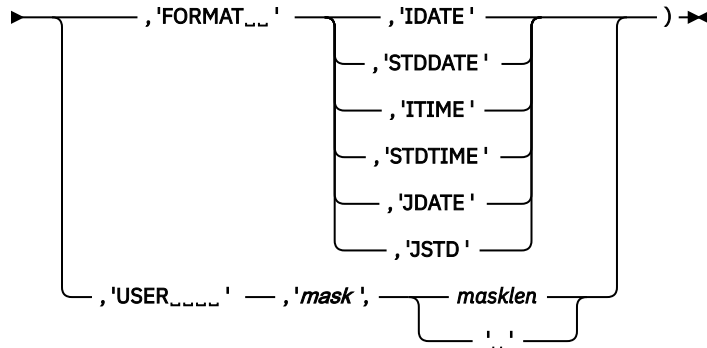 ,'FORMAT␣␣ ' ,'IDATE ' )
,'STDDATE '
,'ITIME '
,'STDTIME '
,'JDATE '
,'JSTD '
,'USER␣␣␣␣ ' ,'mask ', masklen
'␣'